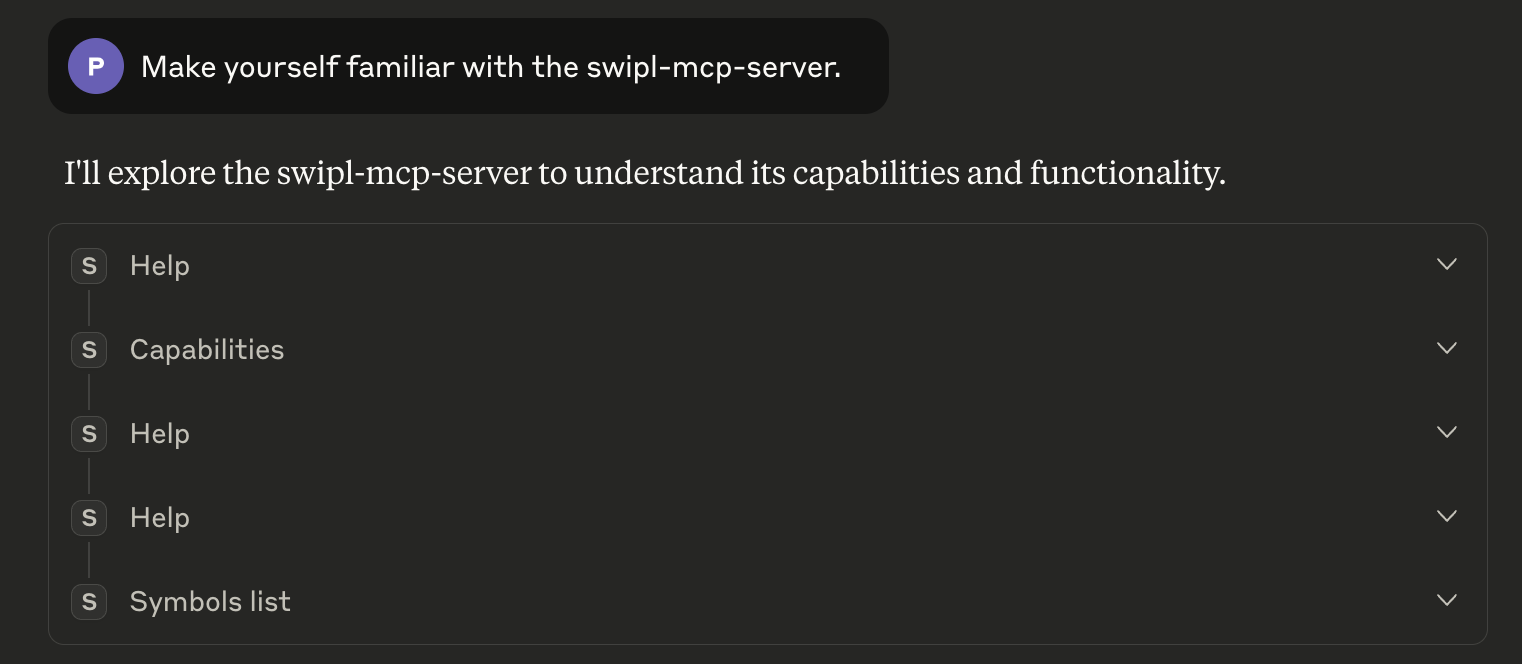 P Make yourself familiar with the swipl-mcp-server.
I'll explore the swipl-mcp-server to understand its capabilities and functionality.
S Help
S Capabilities
S Help
S Help
S Symbols list